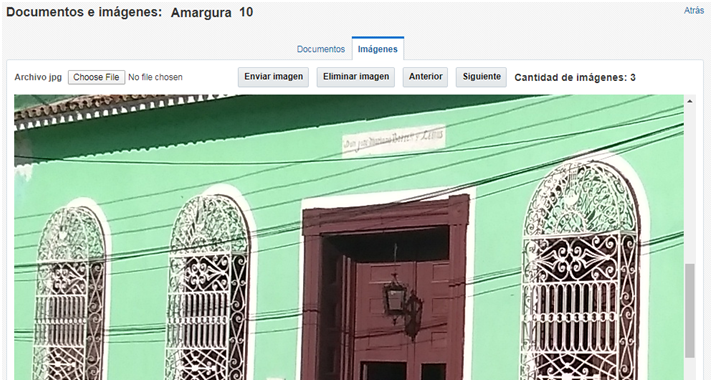 Documentos e imágenes: Amargura 10
Atrás
Documentos Imágenes
Archivo jpg Choose File No file chosen Enviar imagen Eliminar imagen Anterior Siguiente Cantidad de imágenes: 3